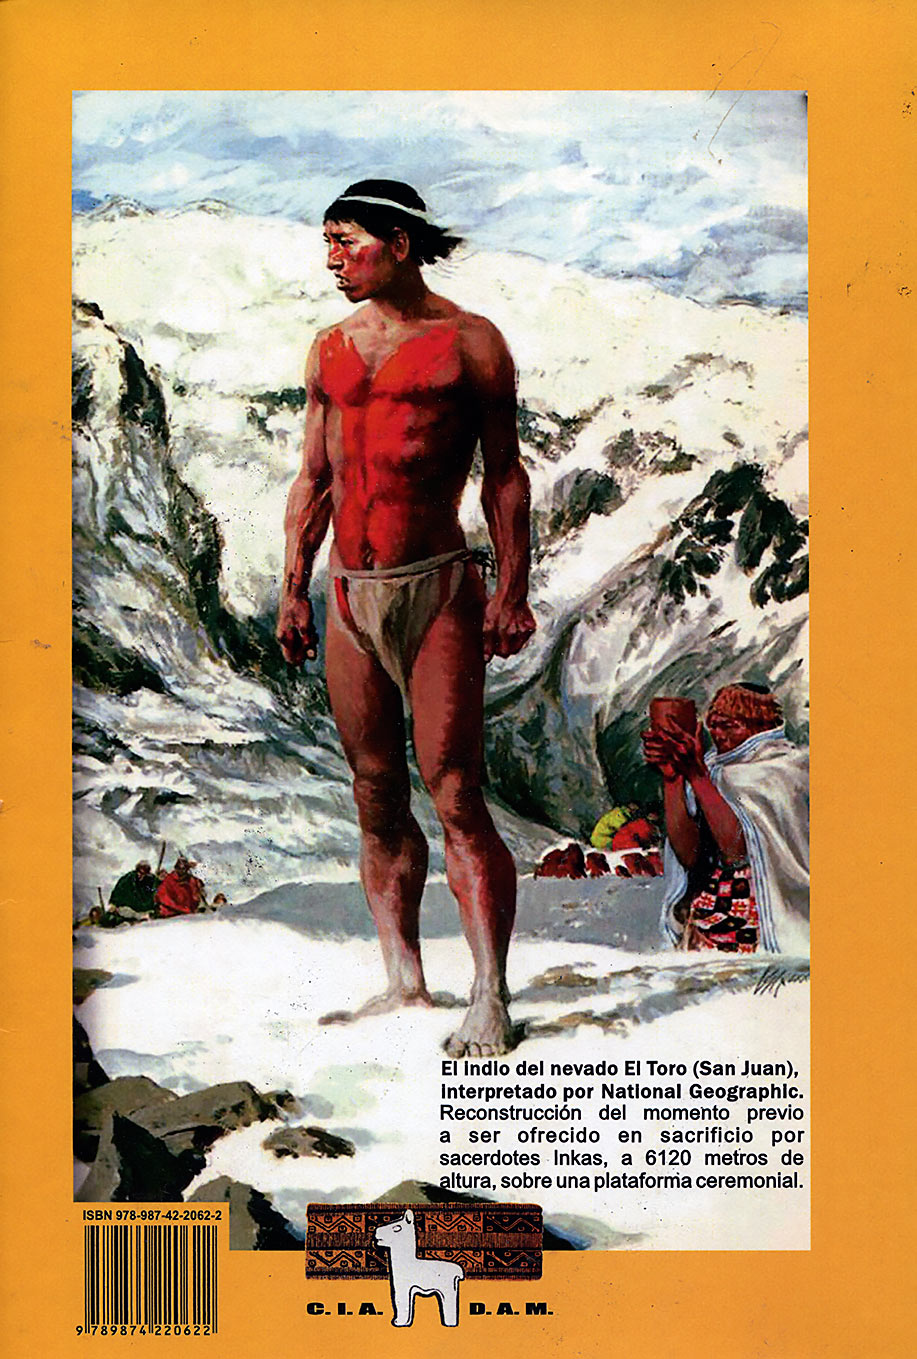 El Indio del nevado El Toro (San Juan),
interpretado por National Geographic.
Reconstrucción del momento previo
a ser ofrecido en sacrificio por
sacerdotes Inkas, a 6120 metros de
altura, sobre una plataforma ceremonial.
ISBN 978-987-42-2062-2
9 789874 220622
C.I.A. D.A.M.